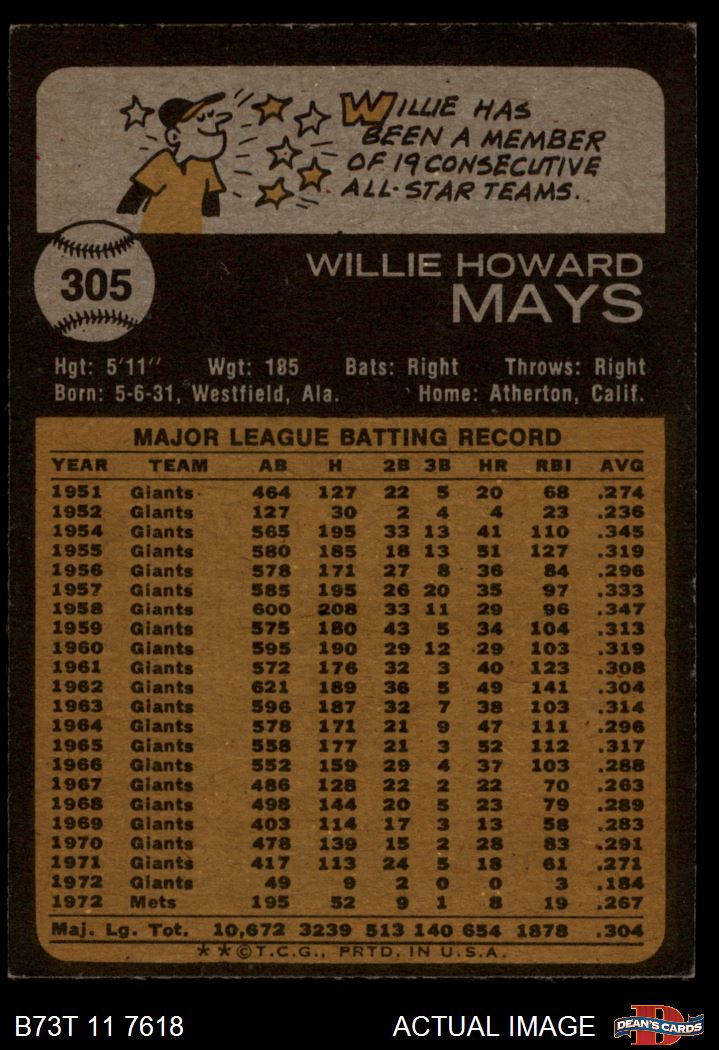 WILLIE HAS
BEEN A MEMBER
OF 19 CONSECUTIVE
ALL-STAR TEAMS.
305
WILLIE HOWARD
MAYS
Hgt: 5'11" Wgt: 185 Bats: Right Throws: Right
Born: 5-6-31, Westfield, Ala. Home: Atherton, Calif.
MAJOR LEAGUE BATTING RECORD
YEAR TEAM AB H 2B 3B HR RBI AVG
1951 Giants 464 127 22 5 20 68 .274
1952 Giants 127 30 2 4 4 23 .236
1954 Giants 565 195 33 13 41 110 .345
1955 Giants 580 185 18 13 51 127 .319
1956 Giants 578 171 27 8 36 84 .296
1957 Giants 585 195 26 20 35 97 .333
1958 Giants 600 208 33 11 29 96 .347
1959 Giants 575 180 43 5 34 104 .313
1960 Giants 595 190 29 12 29 103 .319
1961 Giants 572 176 32 3 40 123 .308
1962 Giants 621 189 36 5 49 141 .304
1963 Giants 596 187 32 7 38 103 .314
1964 Giants 578 171 21 9 47 111 .296
1965 Giants 558 177 21 3 52 112 .317
1966 Giants 552 159 29 4 37 103 .288
1967 Giants 486 128 22 2 22 70 .263
1968 Giants 498 144 20 5 23 79 .289
1969 Giants 403 114 17 3 13 58 .283
1970 Giants 478 139 15 2 28 83 .291
1971 Giants 417 113 24 5 18 61 .271
1972 Giants 49 9 2 0 0 3 .184
1972 Mets 195 52 9 1 8 19 .267
Maj. Lg. Tot. 10,672 3239 513 140 654 1878 .304
**©T.C.G., PRTD. IN U.S.A.
B73T 11 7618 ACTUAL IMAGE D DEAN'S CARDS